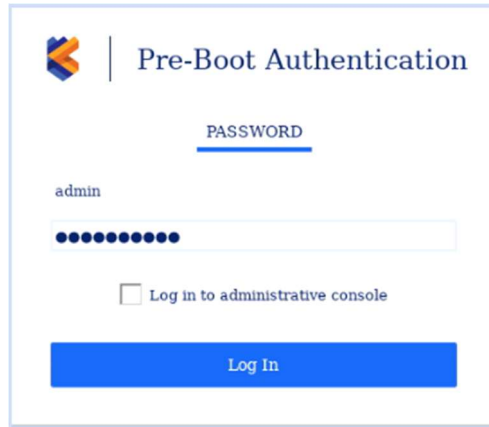 Pre-Boot Authentication
PASSWORD
admin
●●●●●●●●●●
Log in to administrative console
Log In